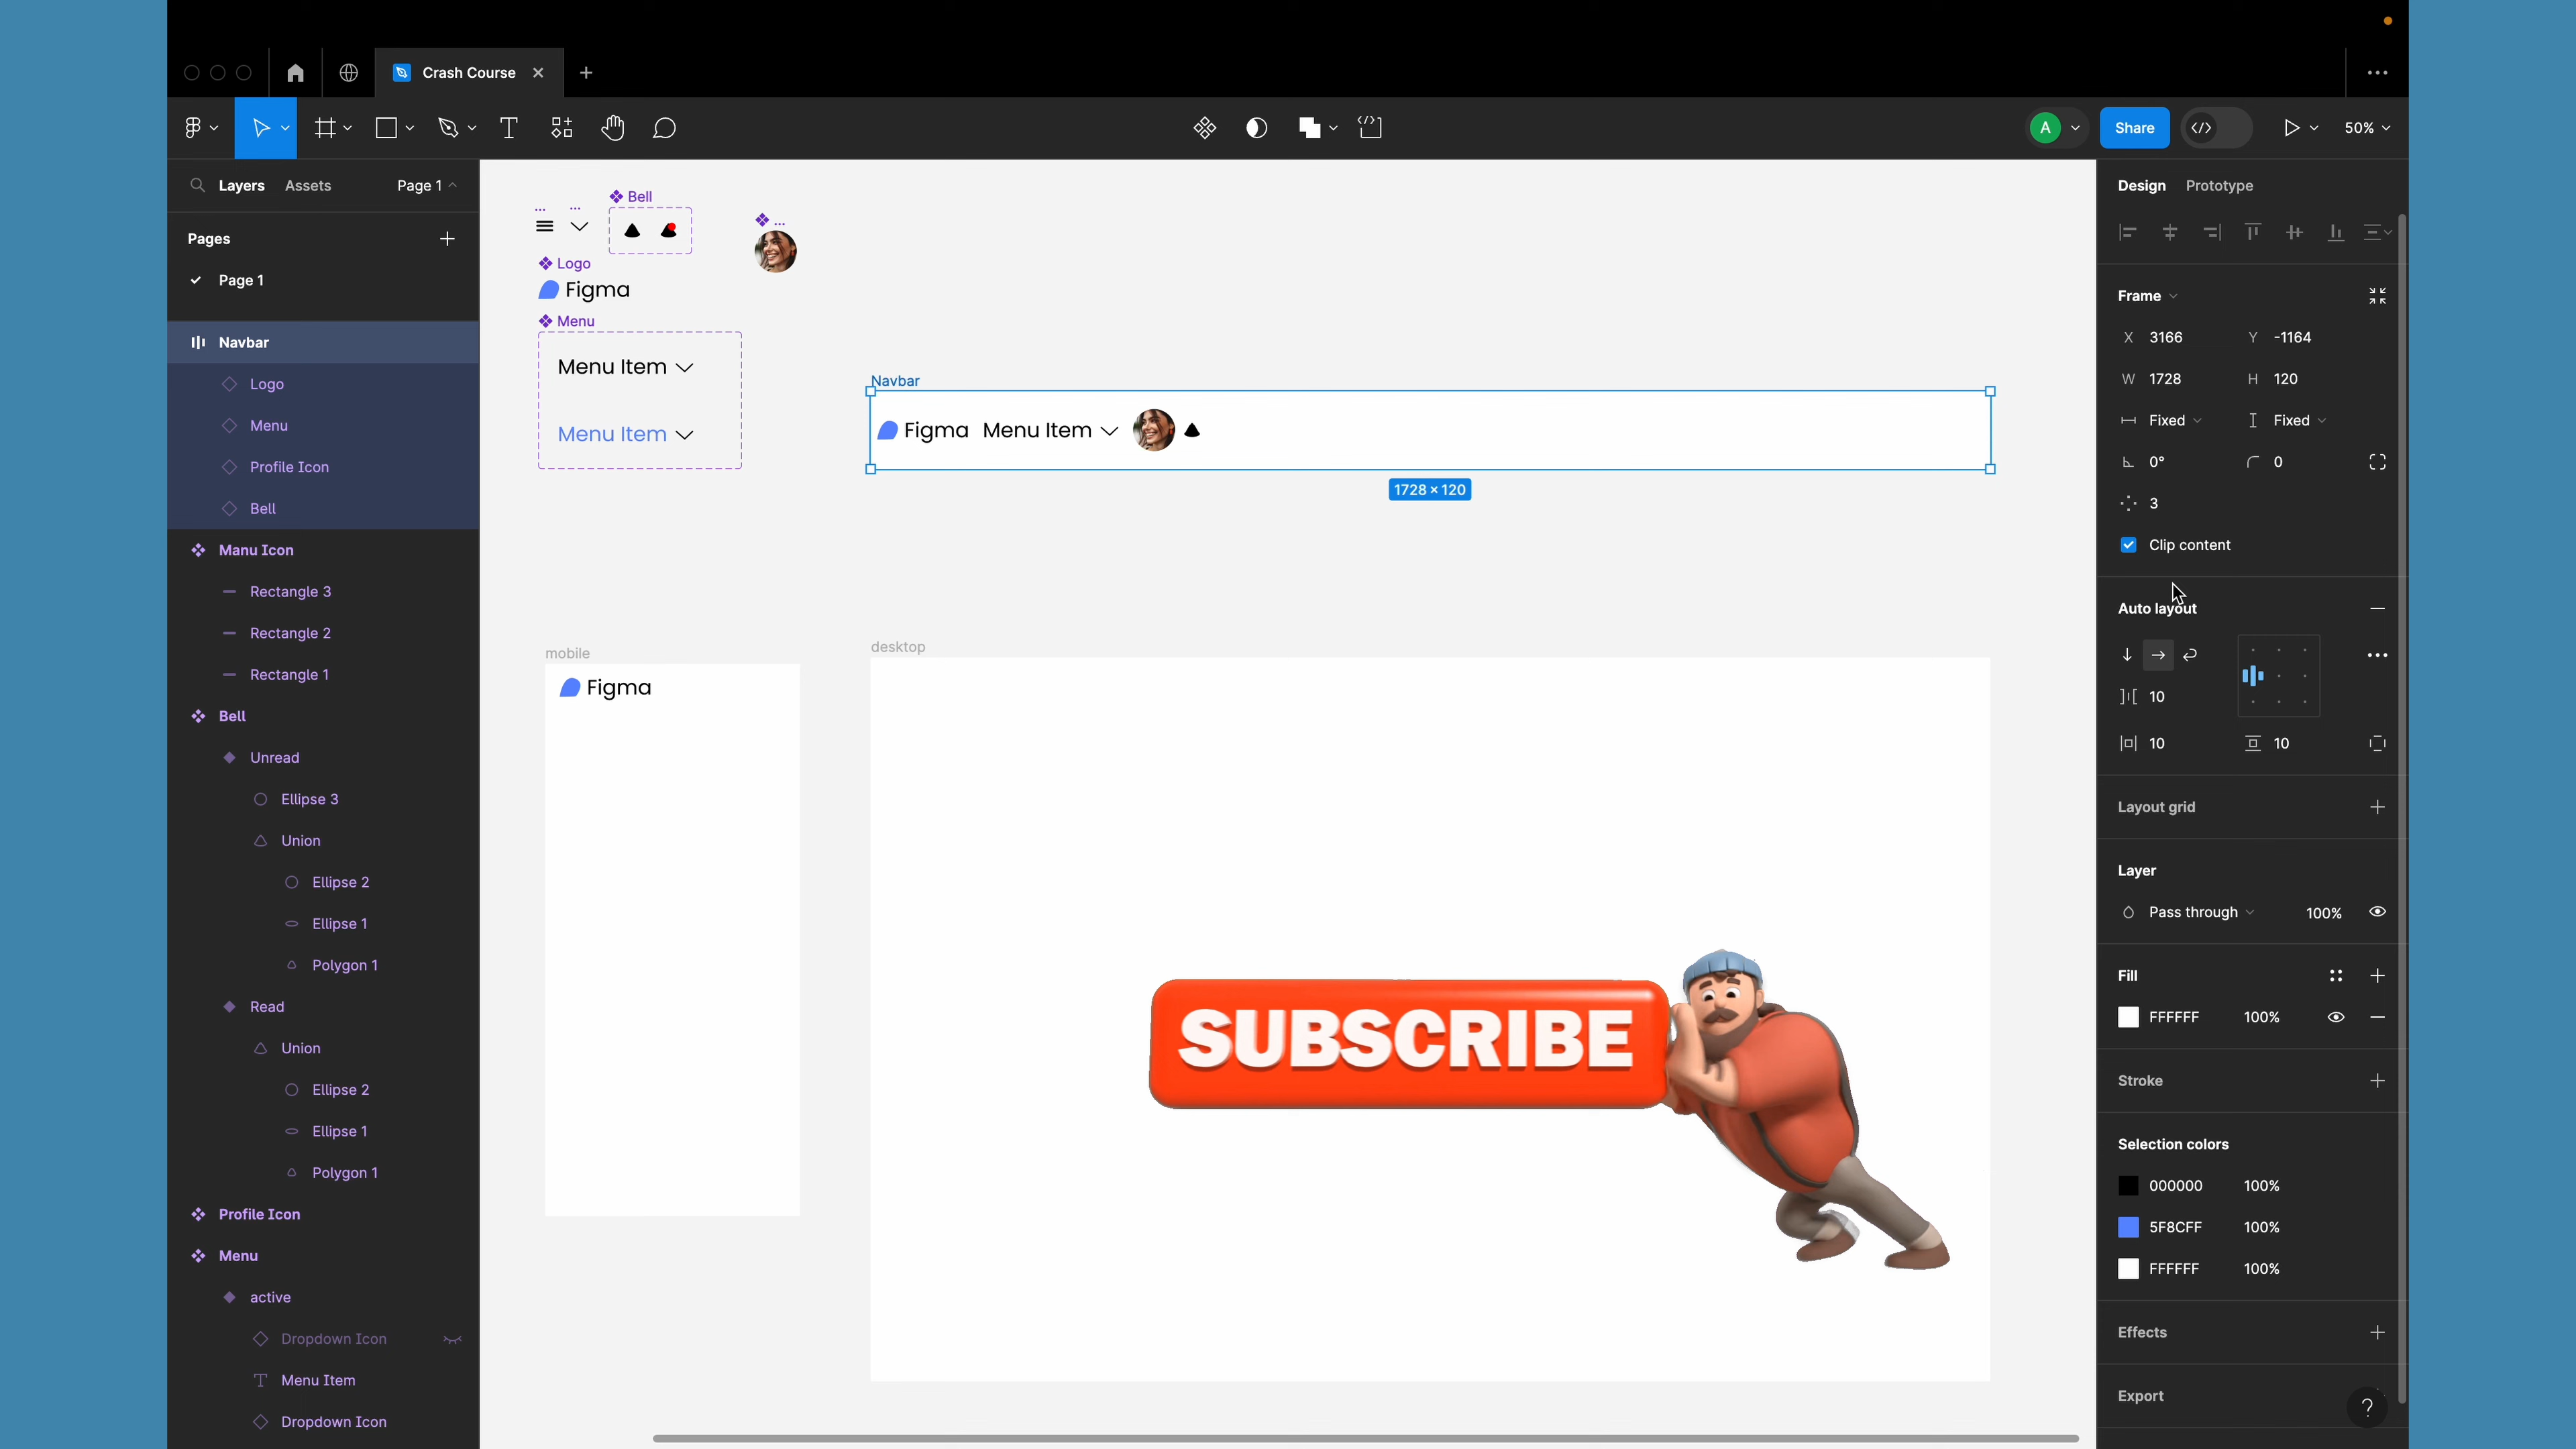 Crash Course
A
Share
50%
Layers Assets Page 1
Pages
Page 1
Navbar
Logo
Menu
Profile Icon
Bell
Manu Icon
Rectangle 3
Rectangle 2
Rectangle 1
Bell
Unread
Ellipse 3
Union
Ellipse 2
Ellipse 1
Polygon 1
Read
Union
Ellipse 2
Ellipse 1
Polygon 1
Profile Icon
Menu
active
Dropdown Icon
Menu Item
Dropdown Icon
... ...
Bell
...
Logo
Figma
Menu
Menu Item
Menu Item
Navbar
Figma Menu Item
1728 × 120
mobile
Figma
desktop
SUBSCRIBE
Design Prototype
Frame
X 3166 Y -1164
W 1728 H 120
Fixed Fixed
0° 0
3
Clip content
Auto layout
10
10 10
Layout grid
Layer
Pass through 100%
Fill
FFFFFF 100%
Stroke
Selection colors
000000 100%
5F8CFF 100%
FFFFFF 100%
Effects
Export
?